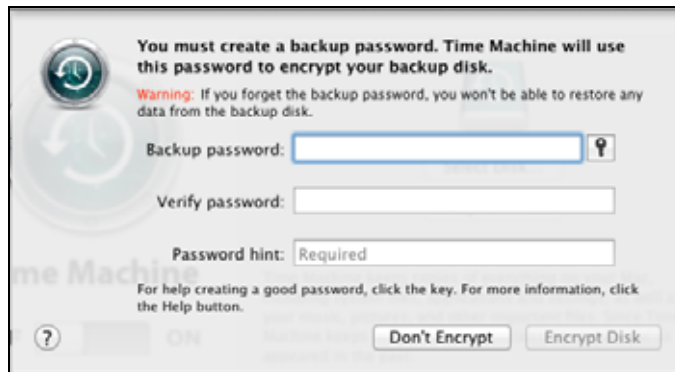 You must create a backup password. Time Machine will use
this password to encrypt your backup disk.
Warning: If you forget the backup password, you won't be able to restore any
data from the backup disk.
Backup password:
Select Disk...
Verify password:
Password hint: Required
me Machine
For help creating a good password, click the key. For more information, click
the Help button.
? ON Don't Encrypt Encrypt Disk